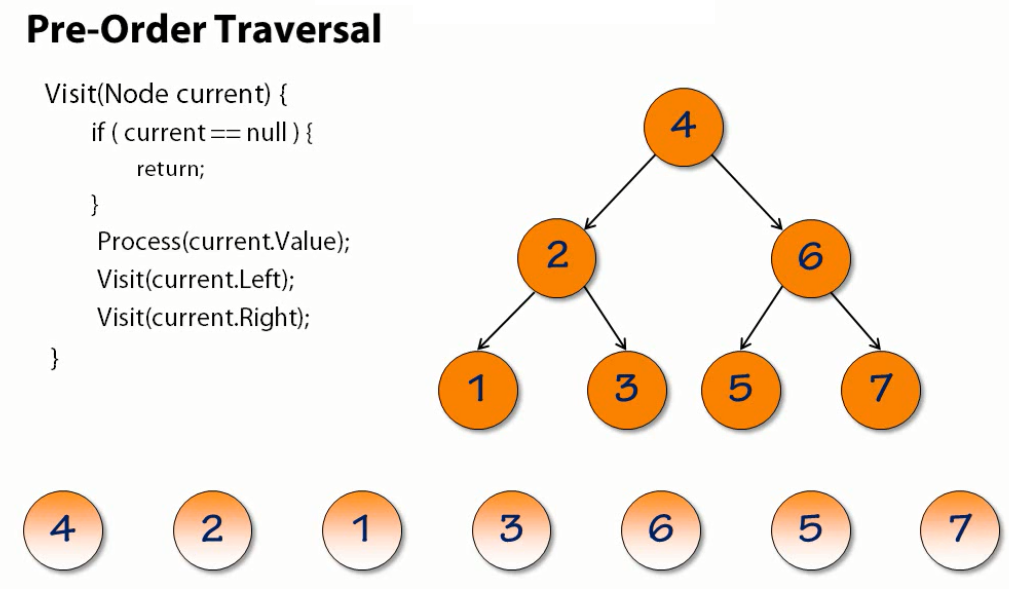 Pre-Order Traversal
Visit(Node current) {
if ( current == null ) {
return;
}
Process(current.Value);
Visit(current.Left);
Visit(current.Right);
}
4
2 6
1 3 5 7
4 2 1 3 6 5 7